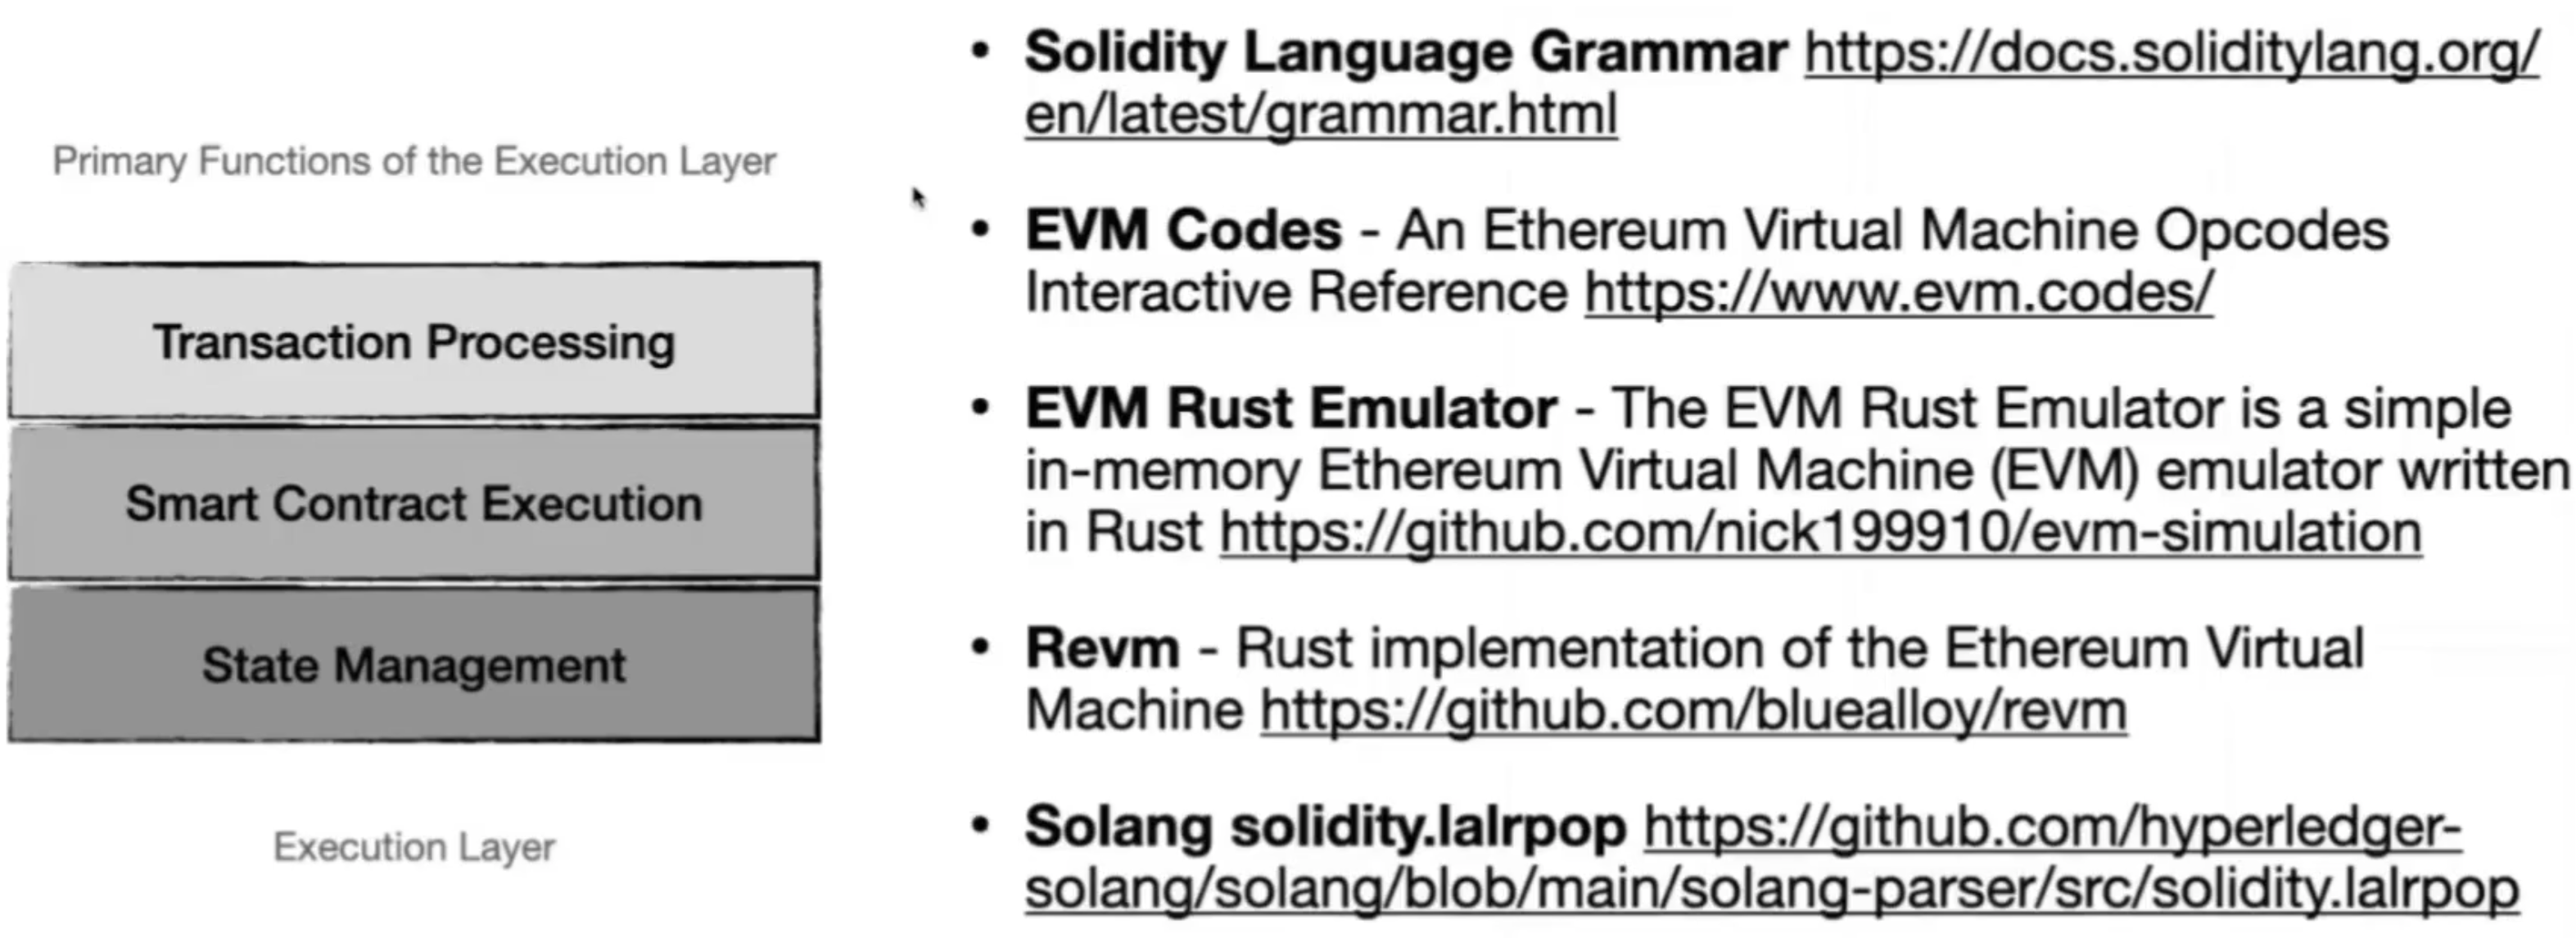 Primary Functions of the Execution Layer
Transaction Processing
Smart Contract Execution
State Management
Execution Layer
• Solidity Language Grammar https://docs.soliditylang.org/
en/latest/grammar.html
• EVM Codes - An Ethereum Virtual Machine Opcodes
Interactive Reference https://www.evm.codes/
• EVM Rust Emulator - The EVM Rust Emulator is a simple
in-memory Ethereum Virtual Machine (EVM) emulator written
in Rust https://github.com/nick199910/evm-simulation
• Revm - Rust implementation of the Ethereum Virtual
Machine https://github.com/bluealloy/revm
• Solang solidity.lalrpop https://github.com/hyperledger-
solang/solang/blob/main/solang-parser/src/solidity.lalrpop